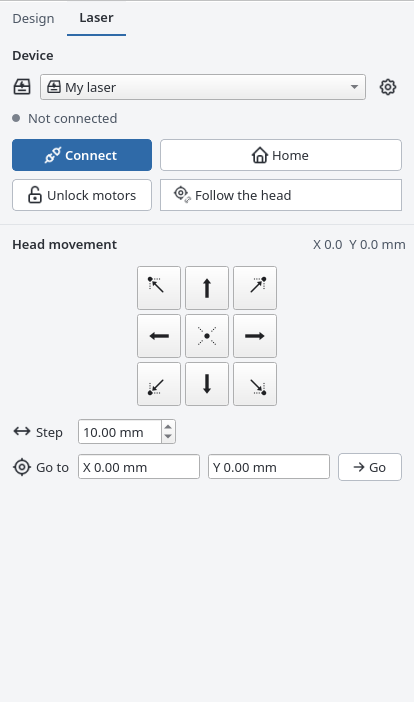 Design Laser
Device
My laser
Not connected
Connect Home
Unlock motors Follow the head
Head movement X 0.0 Y 0.0 mm
Step 10.00 mm
Go to X 0.00 mm Y 0.00 mm Go